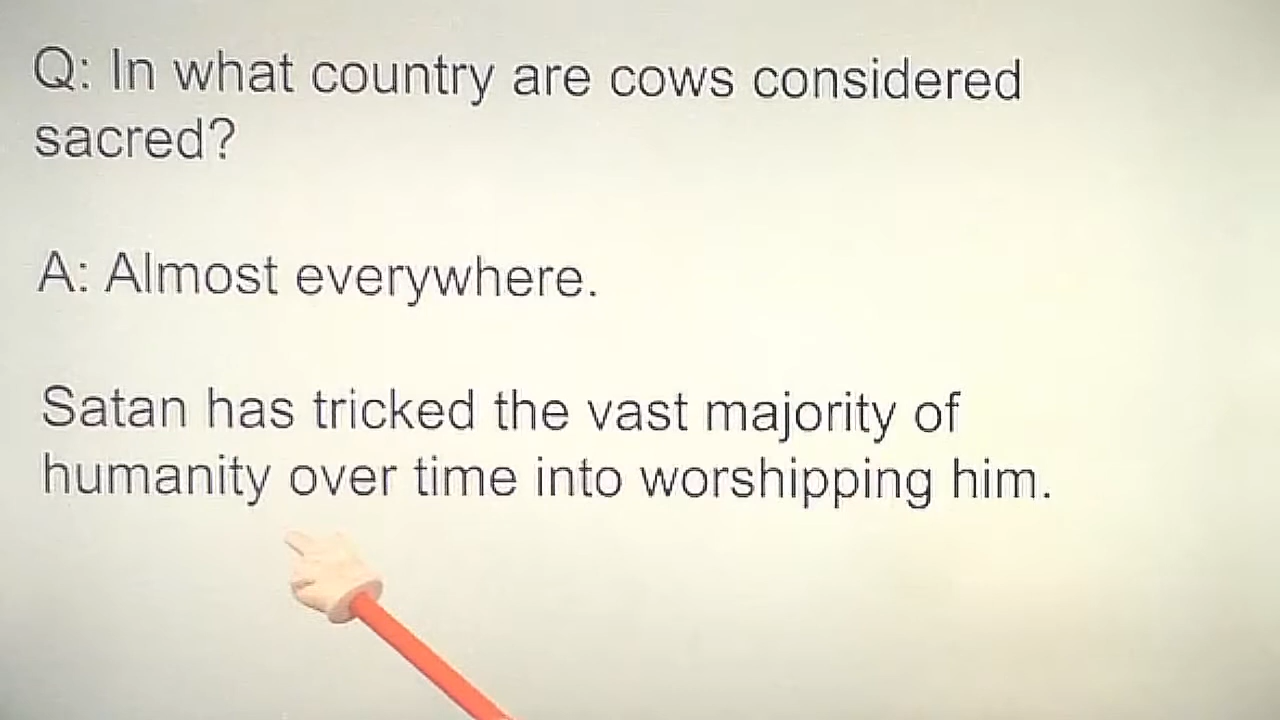 Q: In what country are cows considered
sacred?
A: Almost everywhere.
Satan has tricked the vast majority of
humanity over time into worshipping him.